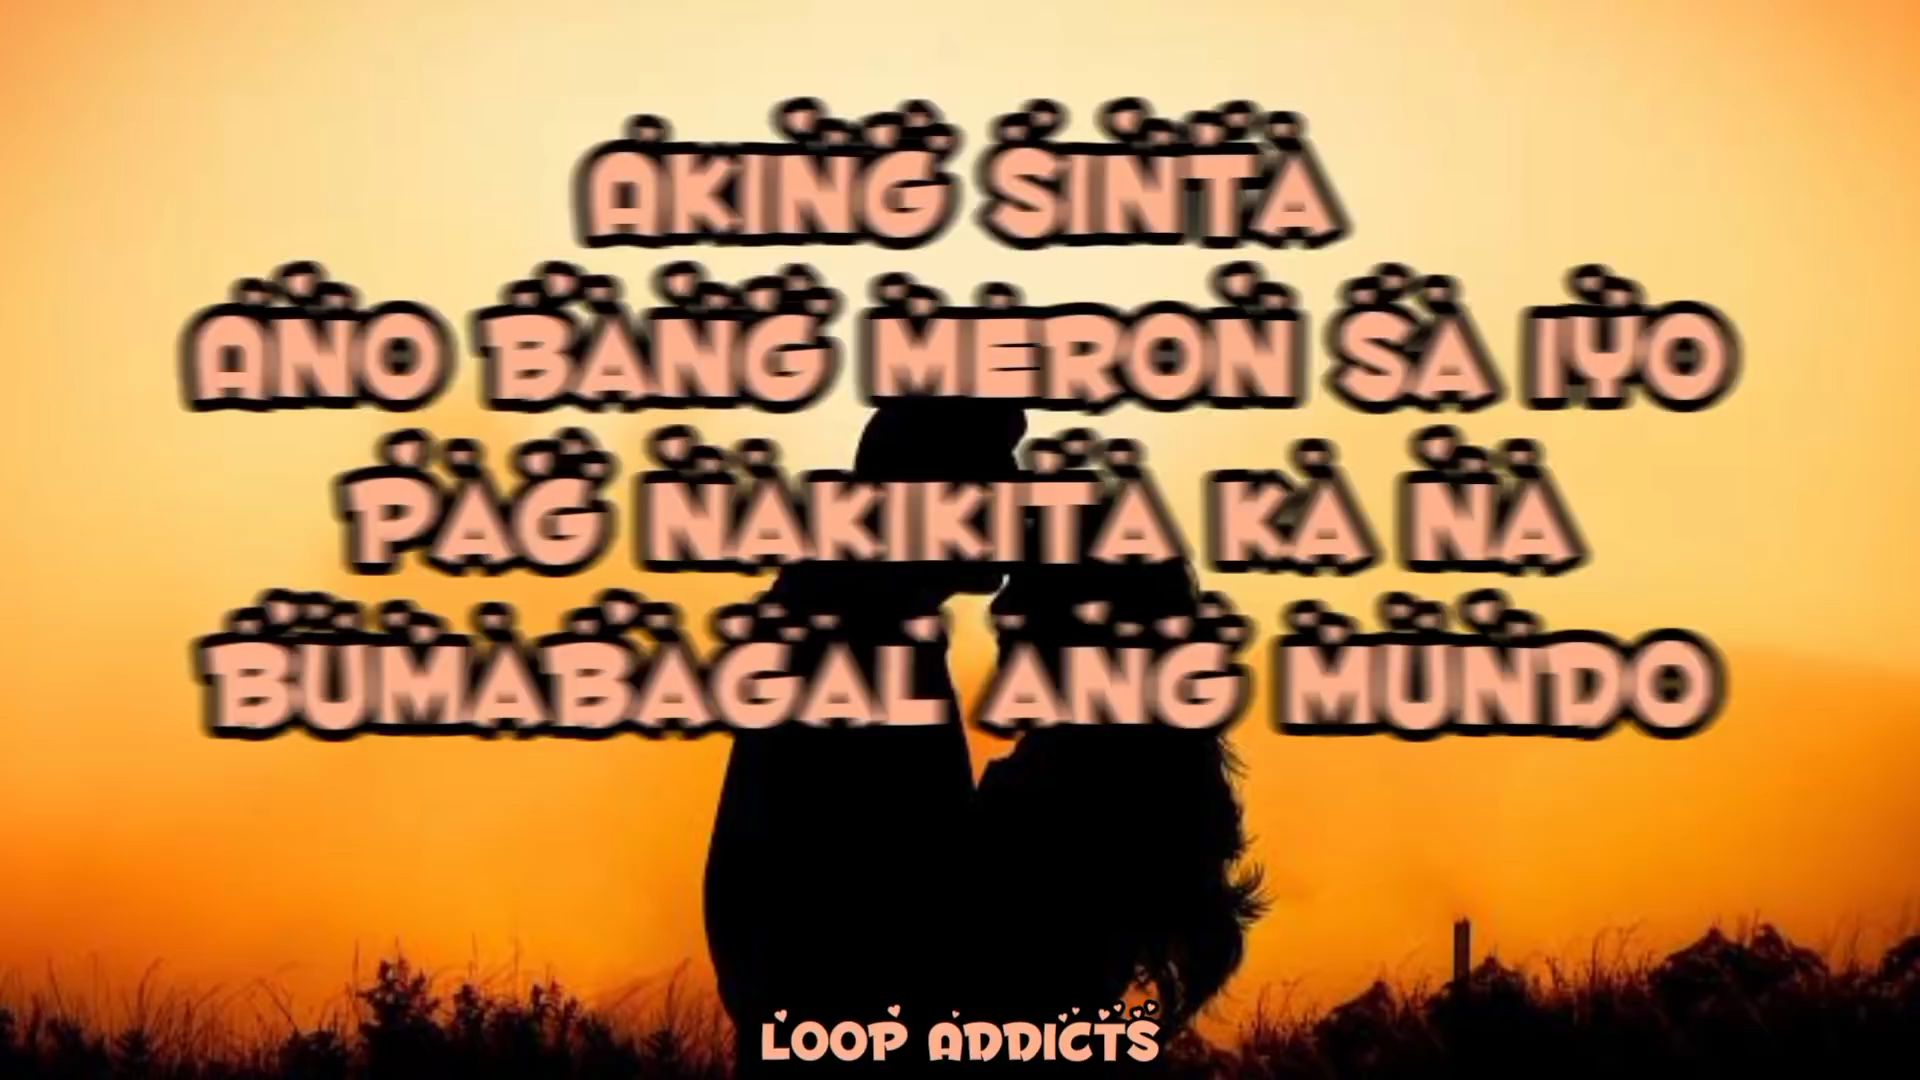 AKING SINTA
ANO BANG MERON SA IYO
PAG NAKIKITA KA NA
BUMABAGAL ANG MUNDO
LOOP ADDICTS